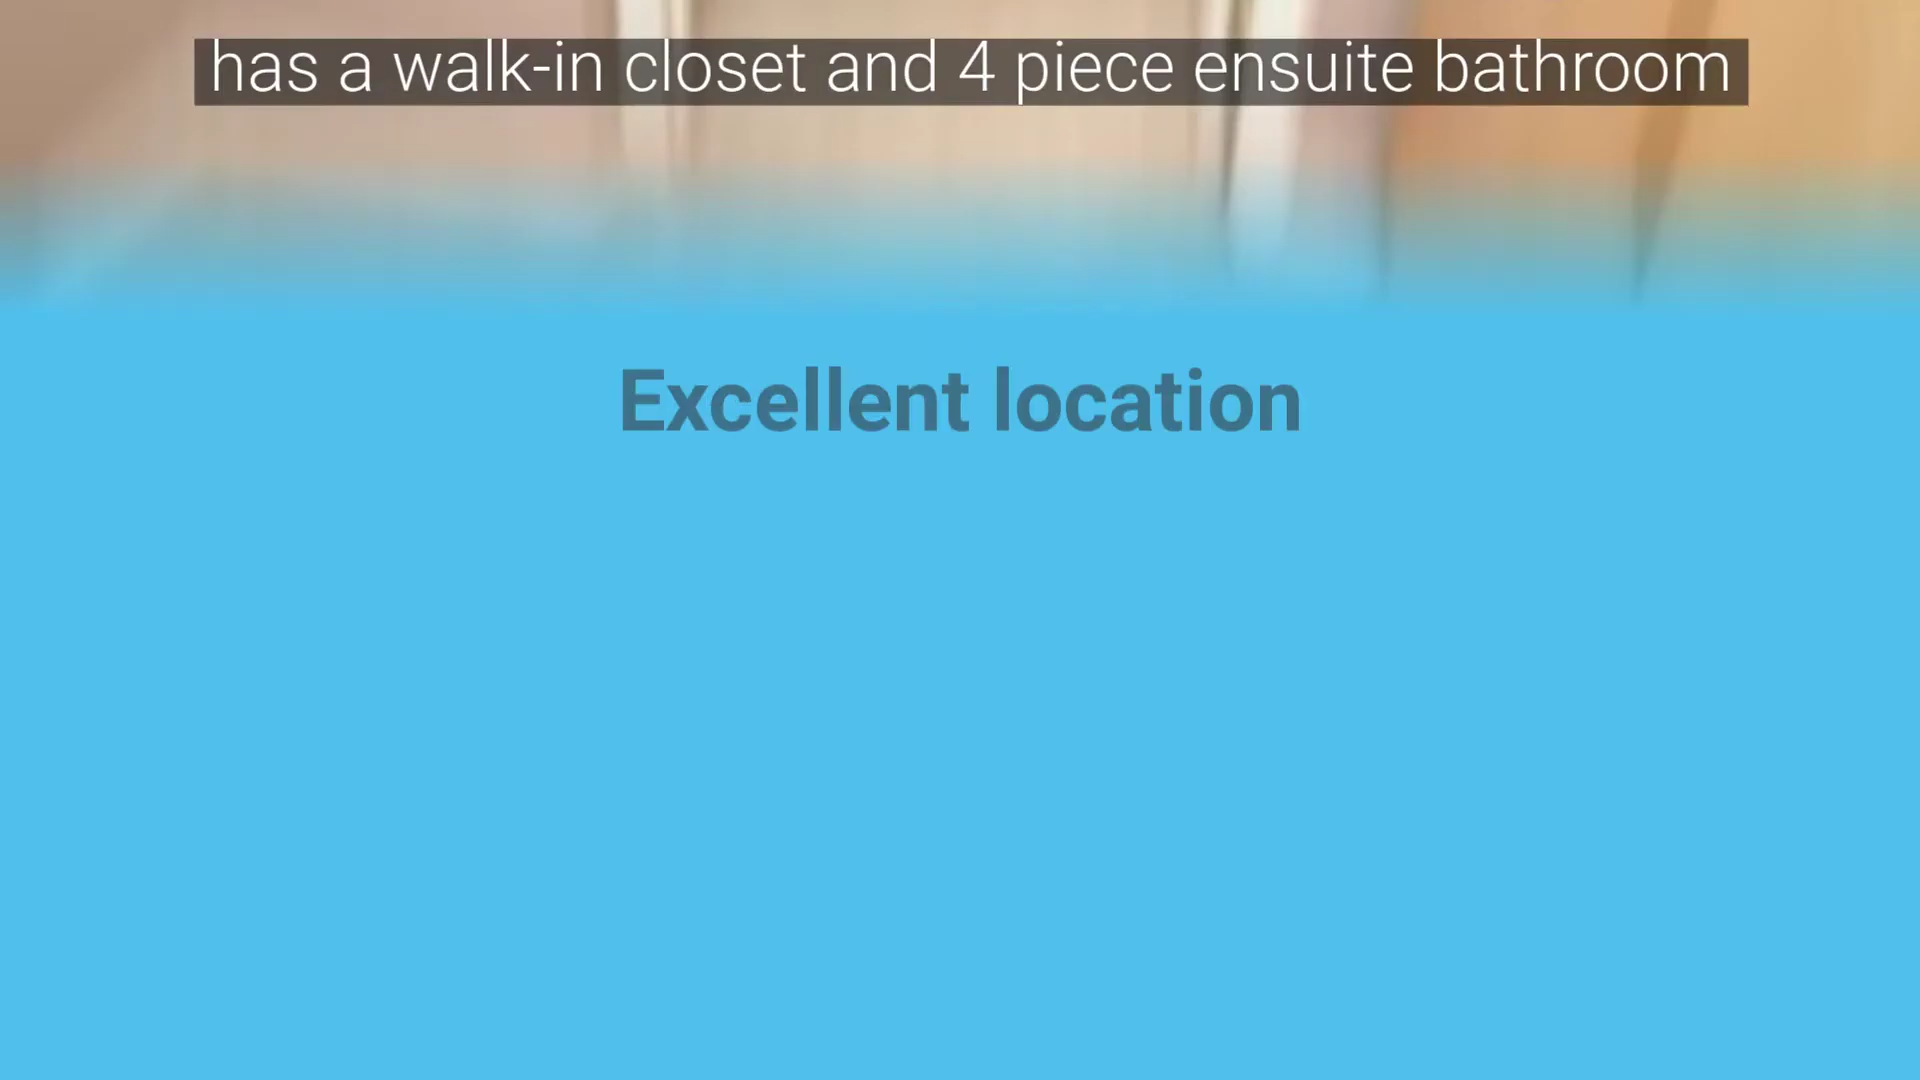 has a walk-in closet and 4 piece ensuite bathroom
Excellent location